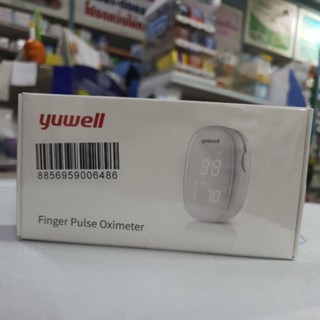 yuwell
8856959006486
yuwell
98
70
Finger Pulse Oximeter